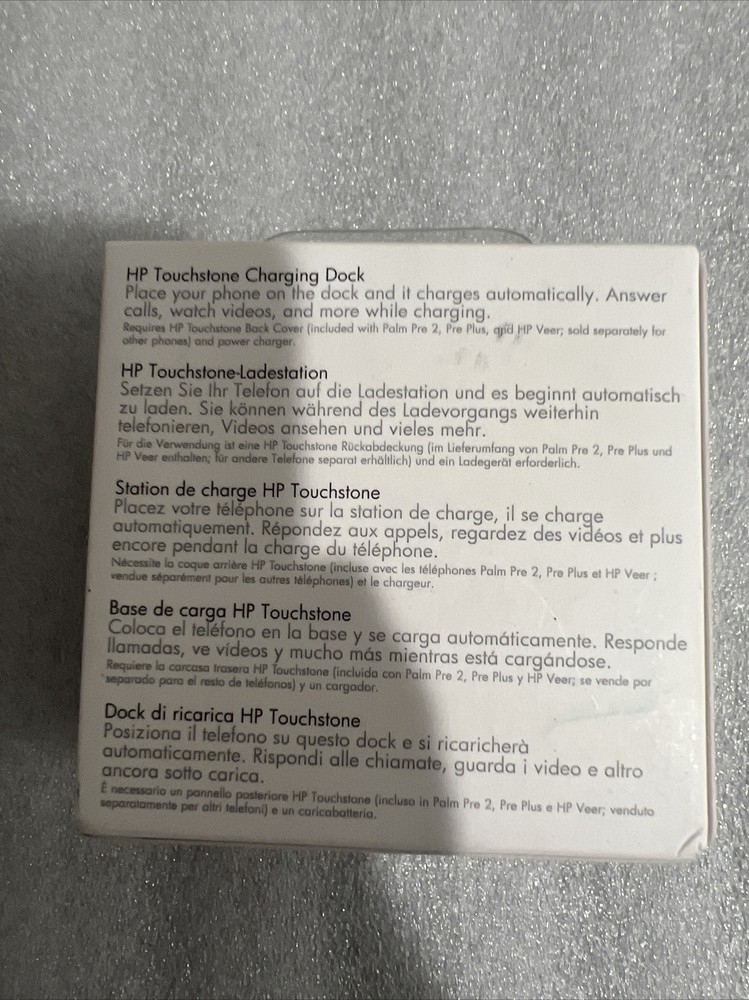 HP Touchstone Charging Dock
Place your phone on the dock and it charges automatically. Answer
calls, watch videos, and more while charging.
Requires HP Touchstone Back Cover (included with Palm Pre 2, Pre Plus, and HP Veer; sold separately for
other phones) and power charger.
HP Touchstone-Ladestation
Setzen Sie Ihr Telefon auf die Ladestation und es beginnt automatisch
zu laden. Sie können während des Ladevorgangs weiterhin
telefonieren, Videos ansehen und vieles mehr.
Für die Verwendung ist eine HP Touchstone Rückabdeckung (im Lieferumfang von Palm Pre 2, Pre Plus und
HP Veer enthalten; für andere Telefone separat erhältlich) und ein Ladegerät erforderlich.
Station de charge HP Touchstone
Placez votre téléphone sur la station de charge, il se charge
automatiquement. Répondez aux appels, regardez des vidéos et plus
encore pendant la charge du téléphone.
Nécessite la coque arrière HP Touchstone (incluse avec les téléphones Palm Pre 2, Pre Plus et HP Veer ;
vendue séparément pour les autres téléphones) et le chargeur.
Base de carga HP Touchstone
Coloca el teléfono en la base y se carga automáticamente. Responde
llamadas, ve vídeos y mucho más mientras está cargándose.
Requiere la carcasa trasera HP Touchstone (incluida con Palm Pre 2, Pre Plus y HP Veer; se vende por
separado para el resto de teléfonos) y un cargador.
Dock di ricarica HP Touchstone
Posiziona il telefono su questo dock e si ricaricherà
automaticamente. Rispondi alle chiamate, guarda i video e altro
ancora sotto carica.
È necessario un pannello posteriore HP Touchstone (incluso in Palm Pre 2, Pre Plus e HP Veer; venduto
separatamente per altri telefoni) e un caricabatteria.